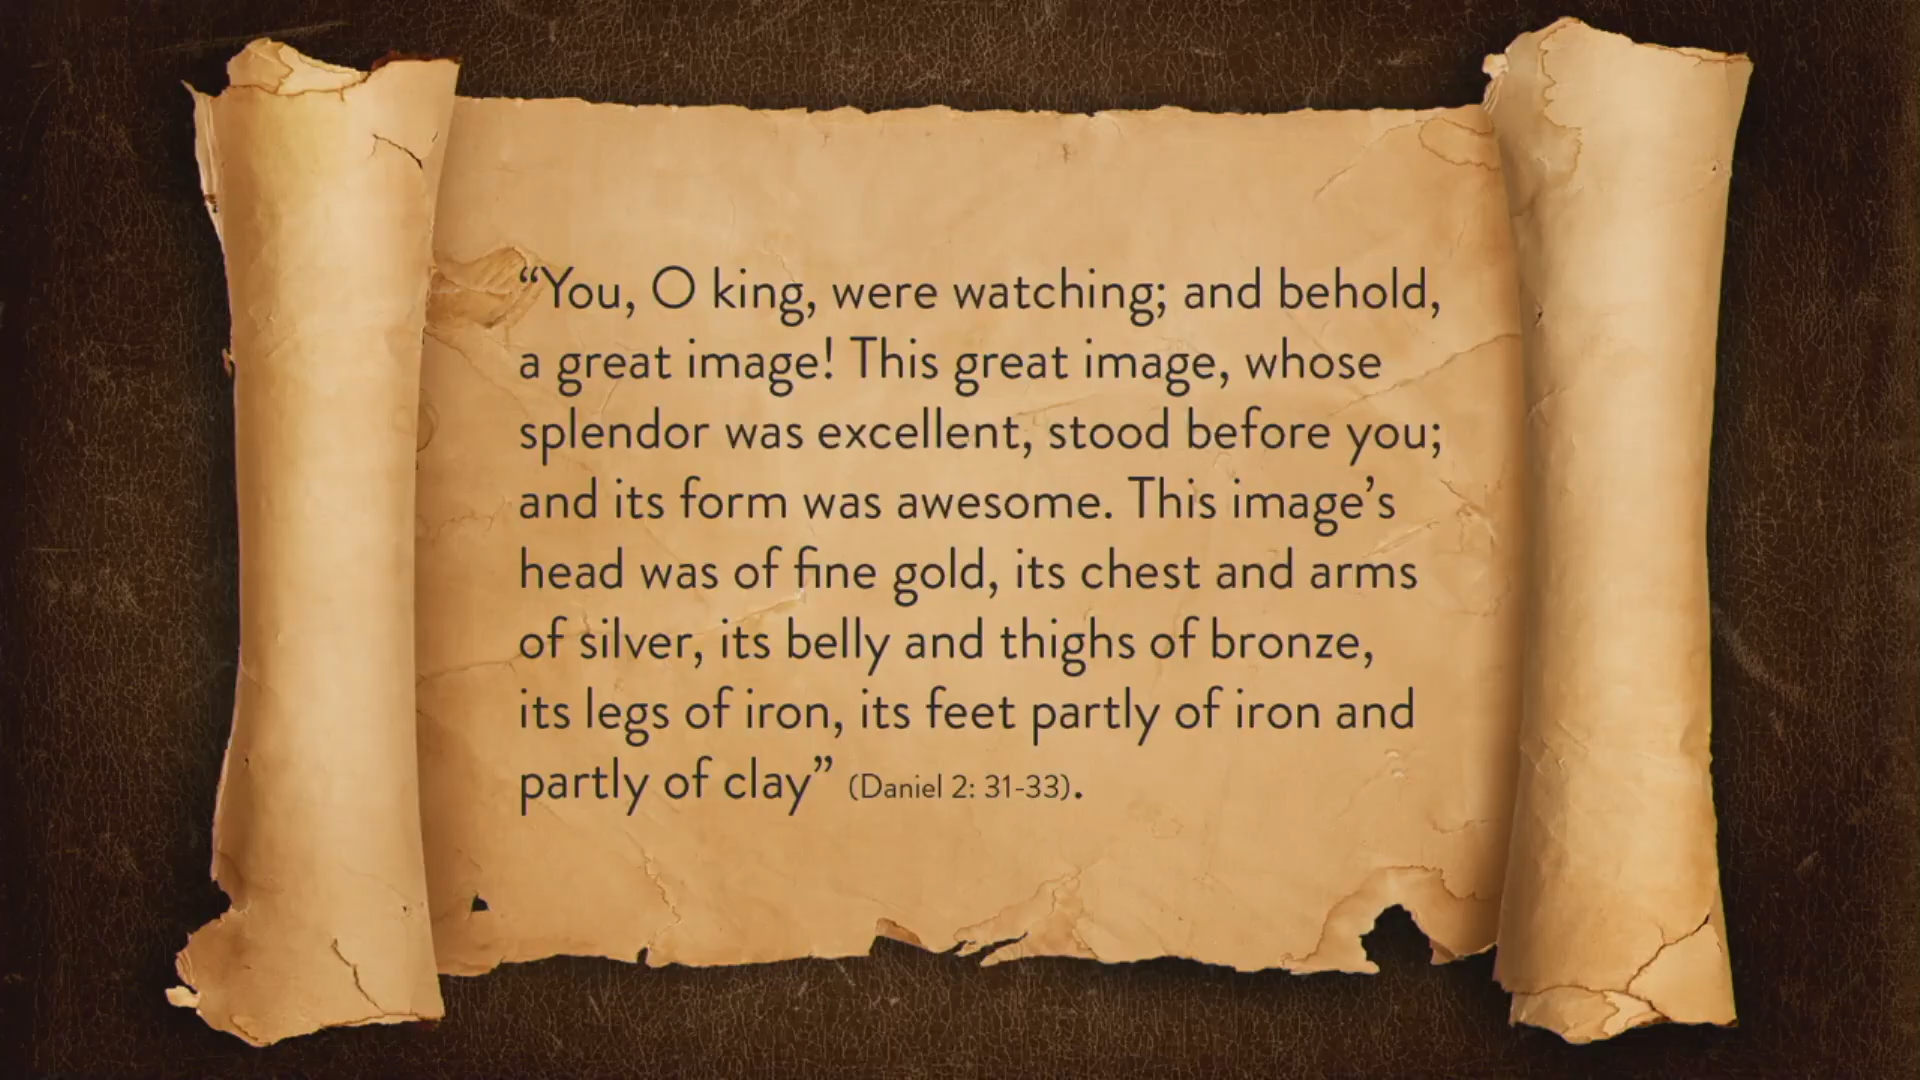 “You, O king, were watching; and behold,
a great image! This great image, whose
splendor was excellent, stood before you;
and its form was awesome. This image’s
head was of fine gold, its chest and arms
of silver, its belly and thighs of bronze,
its legs of iron, its feet partly of iron and
partly of clay” (Daniel 2: 31-33).